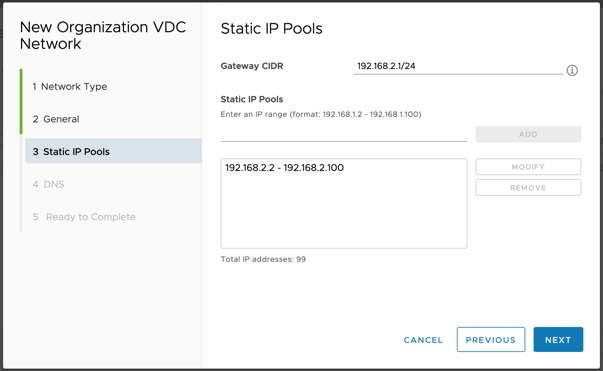 New Organization VDC
Network
1 Network Type
2 General
3 Static IP Pools
4 DNS
5 Ready to Complete
Static IP Pools
Gateway CIDR
192.168.2.1/24
Static IP Pools
Enter an IP range (format: 192.168.1.2 - 192.168.1.100)
ADD
192.168.2.2 - 192.168.2.100
MODIFY
REMOVE
Total IP addresses: 99
CANCEL
PREVIOUS
NEXT